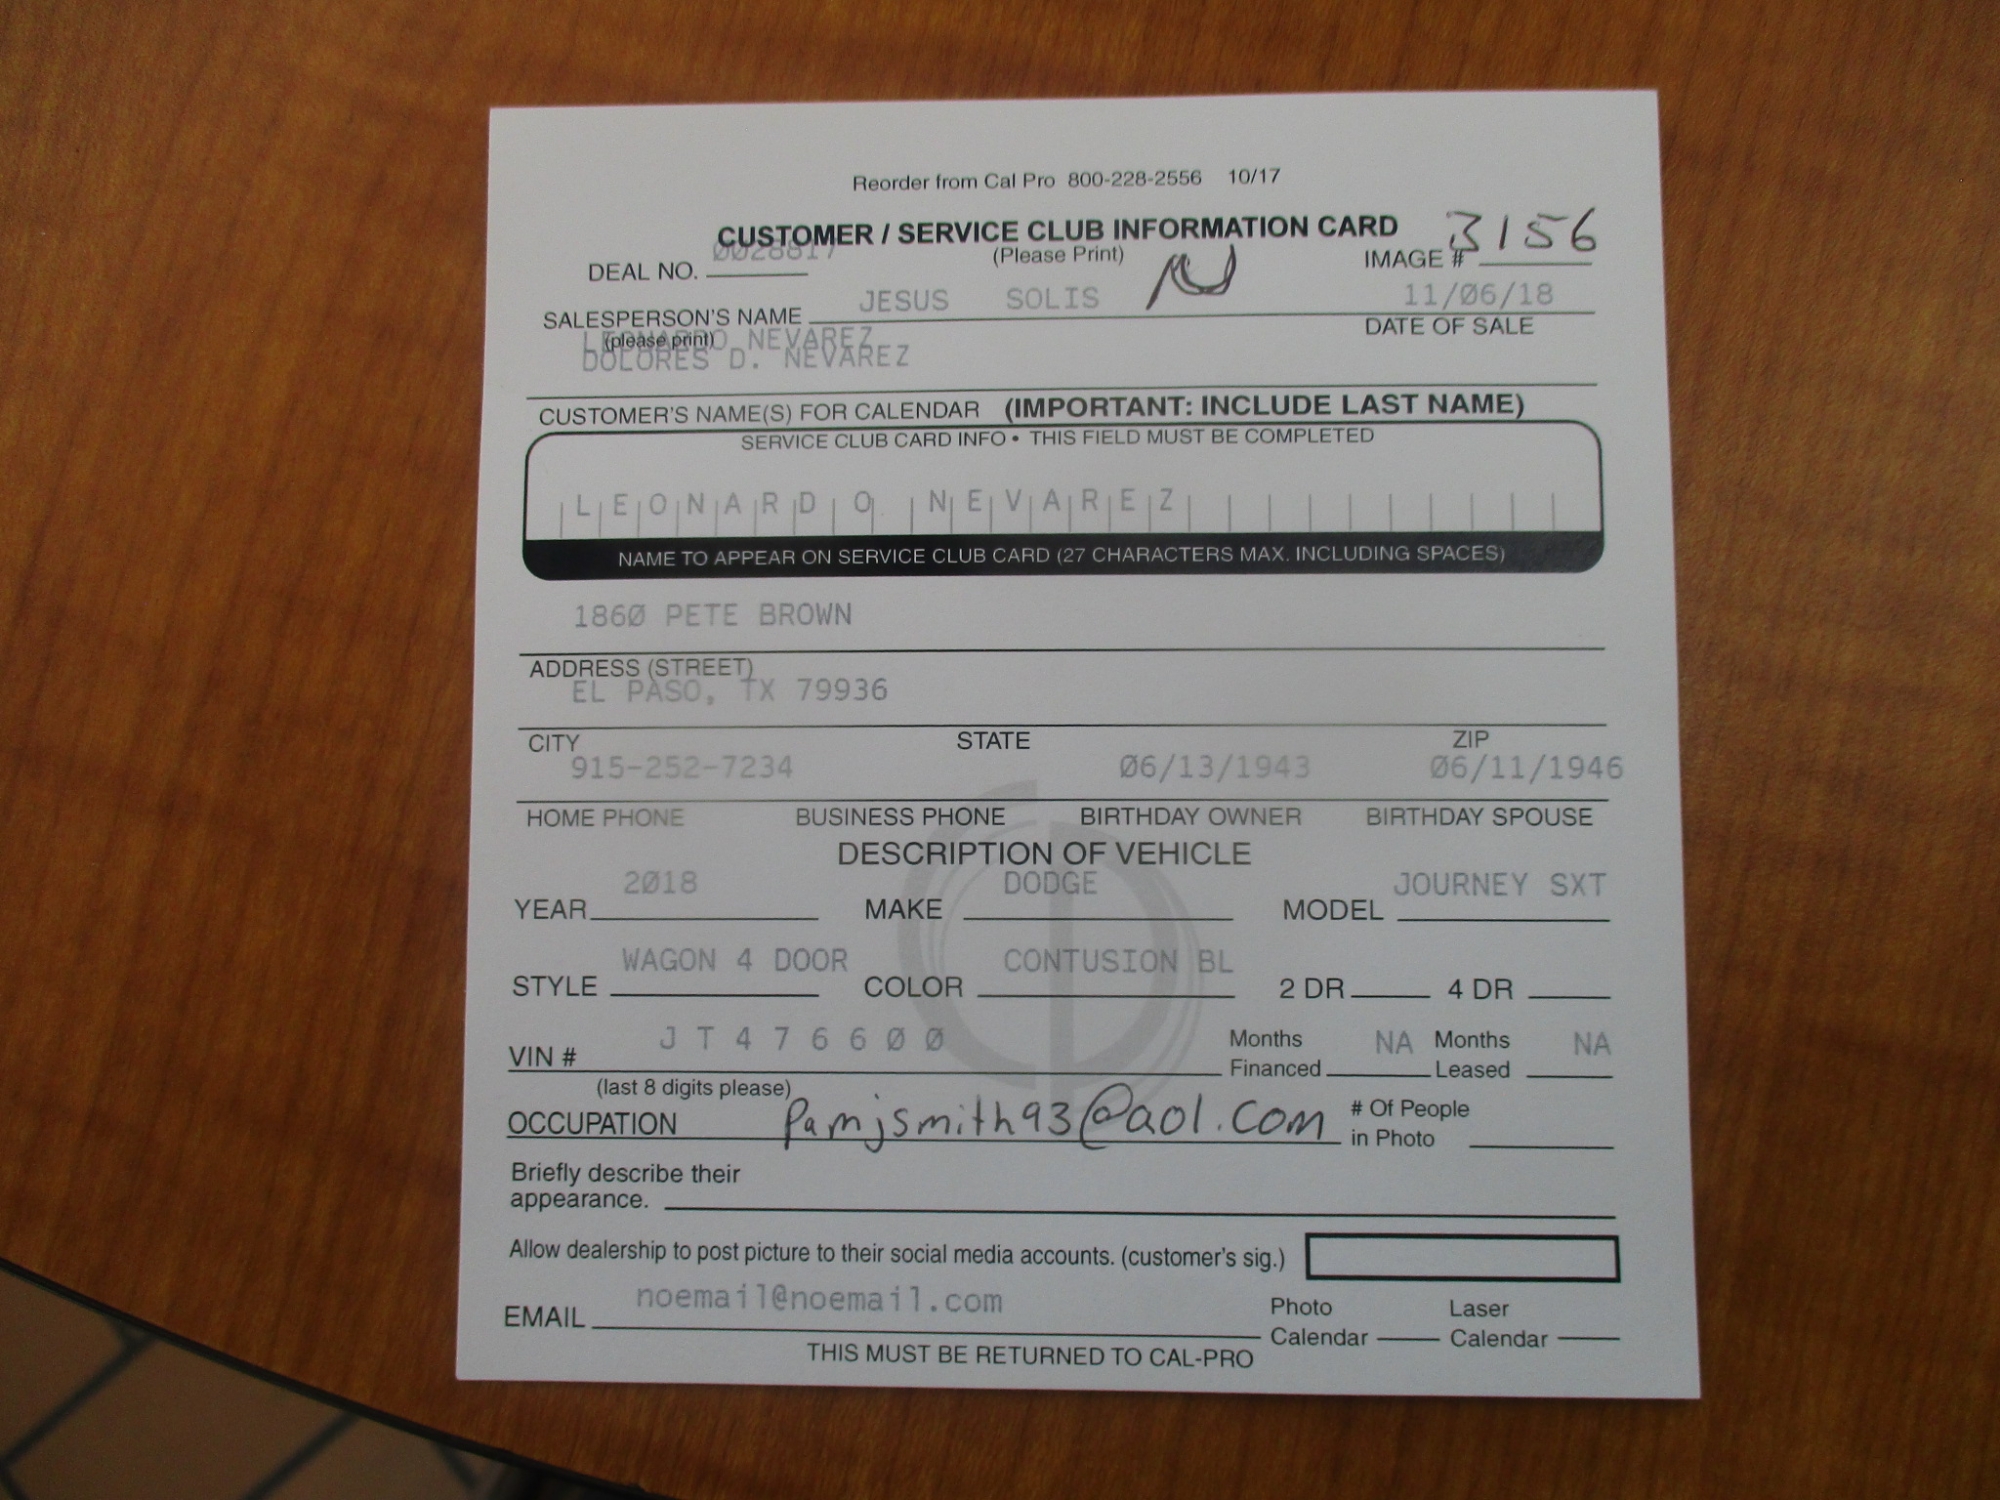 Reorder from Cal Pro 800-228-2556 10/17
CUSTOMER / SERVICE CLUB INFORMATION CARD
(Please Print)
DEAL NO. 0028817
IMAGE # 3156
SALESPERSON'S NAME JESUS SOLIS
(please print)
11/06/18
DATE OF SALE
LEONARDO NEVAREZ
DOLORES D. NEVAREZ
CUSTOMER'S NAME(S) FOR CALENDAR (IMPORTANT: INCLUDE LAST NAME)
SERVICE CLUB CARD INFO • THIS FIELD MUST BE COMPLETED
LEONARDO NEVAREZ
NAME TO APPEAR ON SERVICE CLUB CARD (27 CHARACTERS MAX. INCLUDING SPACES)
1860 PETE BROWN
ADDRESS (STREET)
EL PASO, TX 79936
CITY STATE ZIP
915-252-7234 06/13/1943 06/11/1946
HOME PHONE BUSINESS PHONE BIRTHDAY OWNER BIRTHDAY SPOUSE
DESCRIPTION OF VEHICLE
YEAR 2018 MAKE DODGE MODEL JOURNEY SXT
STYLE WAGON 4 DOOR COLOR CONTUSION BL 2 DR 4 DR
VIN # JT476600 Months Financed NA Months Leased NA
(last 8 digits please)
OCCUPATION Pamjsmith93@aol.com # Of People in Photo
Briefly describe their
appearance.
Allow dealership to post picture to their social media accounts. (customer's sig.)
EMAIL noemail@noemail.com Photo Calendar Laser Calendar
THIS MUST BE RETURNED TO CAL-PRO